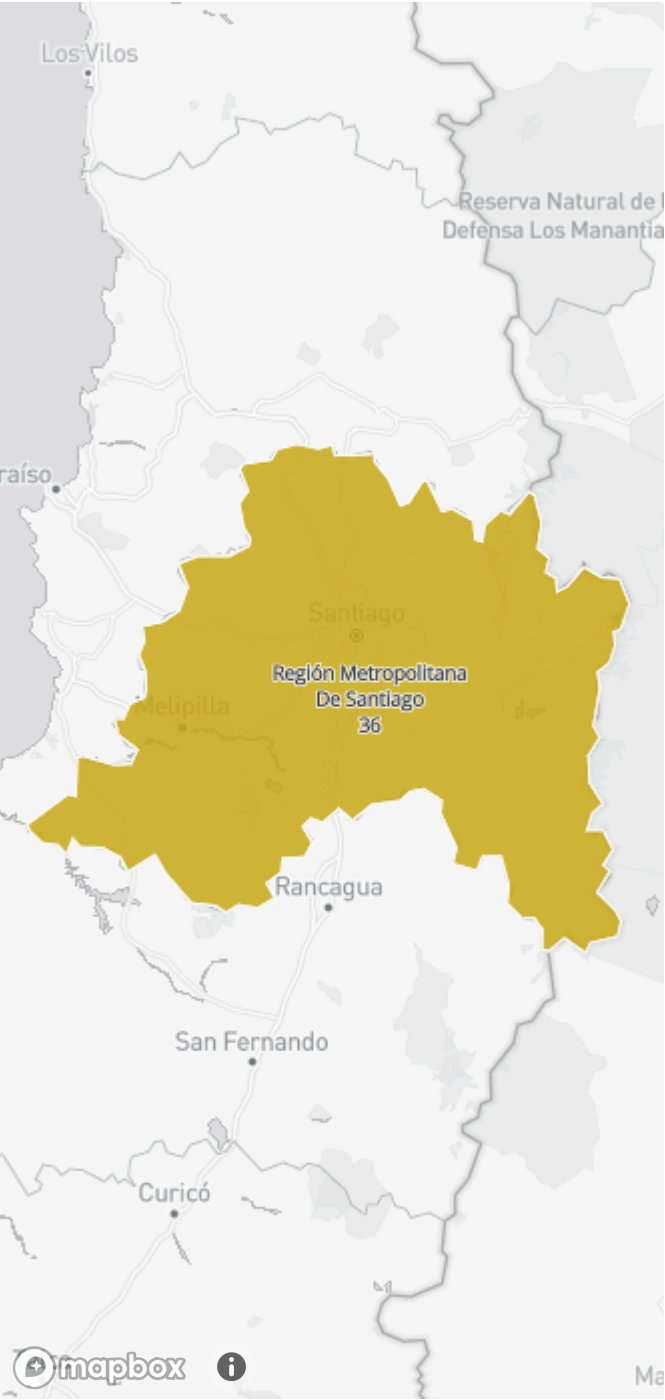 Los Vilos
Reserva Natural de
Defensa Los Manantia
raíso
Santiago
Región Metropolitana
De Santiago
36
Melipilla
Rancagua
San Fernando
Curicó
mapbox
i
Ma